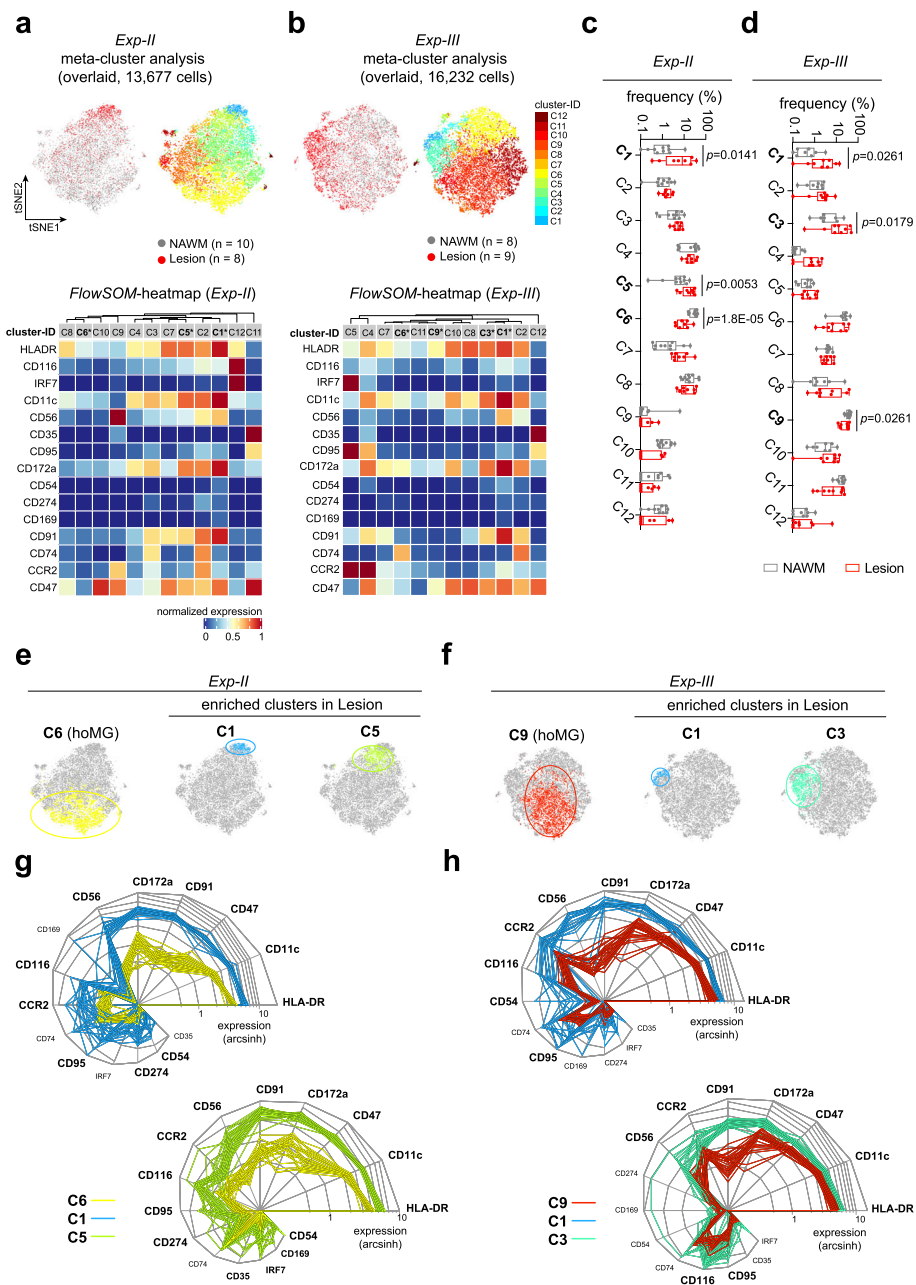 a
Exp-II
meta-cluster analysis
(overlaid, 13,677 cells)
tSNE2
tSNE1
b
Exp-III
meta-cluster analysis
(overlaid, 16,232 cells)
cluster-ID
C12
C11
C10
C9
C8
C7
C6
C5
C4
C3
C2
C1
NAWM (n = 10)
Lesion (n = 8)
NAWM (n = 8)
Lesion (n = 9)
FlowSOM-heatmap (Exp-II)
cluster-ID C8 C6* C10 C9 C4 C3 C7 C5* C2 C1* C12 C11
HLADR
CD116
IRF7
CD11c
CD56
CD35
CD95
CD172a
CD54
CD274
CD169
CD91
CD74
CCR2
CD47
normalized expression
0 0.5 1
FlowSOM-heatmap (Exp-III)
cluster-ID C5 C4 C7 C6* C11 C9* C10 C8 C3* C1* C2 C12
HLADR
CD116
IRF7
CD11c
CD56
CD35
CD95
CD172a
CD54
CD274
CD169
CD91
CD74
CCR2
CD47
c
Exp-II
frequency (%)
0.1 1 10 100
C1 p=0.0141
C2
C3
C4
C5 p=0.0053
C6 p=1.8E-05
C7
C8
C9
C10
C11
C12
d
Exp-III
frequency (%)
0.1 1 10 100
C1 p=0.0261
C2
C3 p=0.0179
C4
C5
C6
C7
C8
C9 p=0.0261
C10
C11
C12
NAWM Lesion
e
Exp-II
enriched clusters in Lesion
C6 (hoMG) C1 C5
f
Exp-III
enriched clusters in Lesion
C9 (hoMG) C1 C3
g
CD172a
CD91
CD56
CD47
CD169
CD116
CD11c
CCR2
HLA-DR
1 10
expression
(arcsinh)
CD74
CD35
CD95
CD54
IRF7
CD274
CD91
CD172a
CD56
CD47
CCR2
CD116
CD11c
CD95
HLA-DR
1 10
expression
(arcsinh)
CD274
CD54
CD169
CD74
IRF7
CD35
C6
C1
C5
h
CD91
CD172a
CD56
CD47
CCR2
CD116
CD11c
CD54
HLA-DR
1 10
expression
(arcsinh)
CD74
CD35
CD95
IRF7
CD169
CD274
CD91
CD172a
CCR2
CD47
CD56
CD274
CD11c
CD169
HLA-DR
1 10
expression
(arcsinh)
CD54
IRF7
CD74
CD35
CD116
CD95
C9
C1
C3